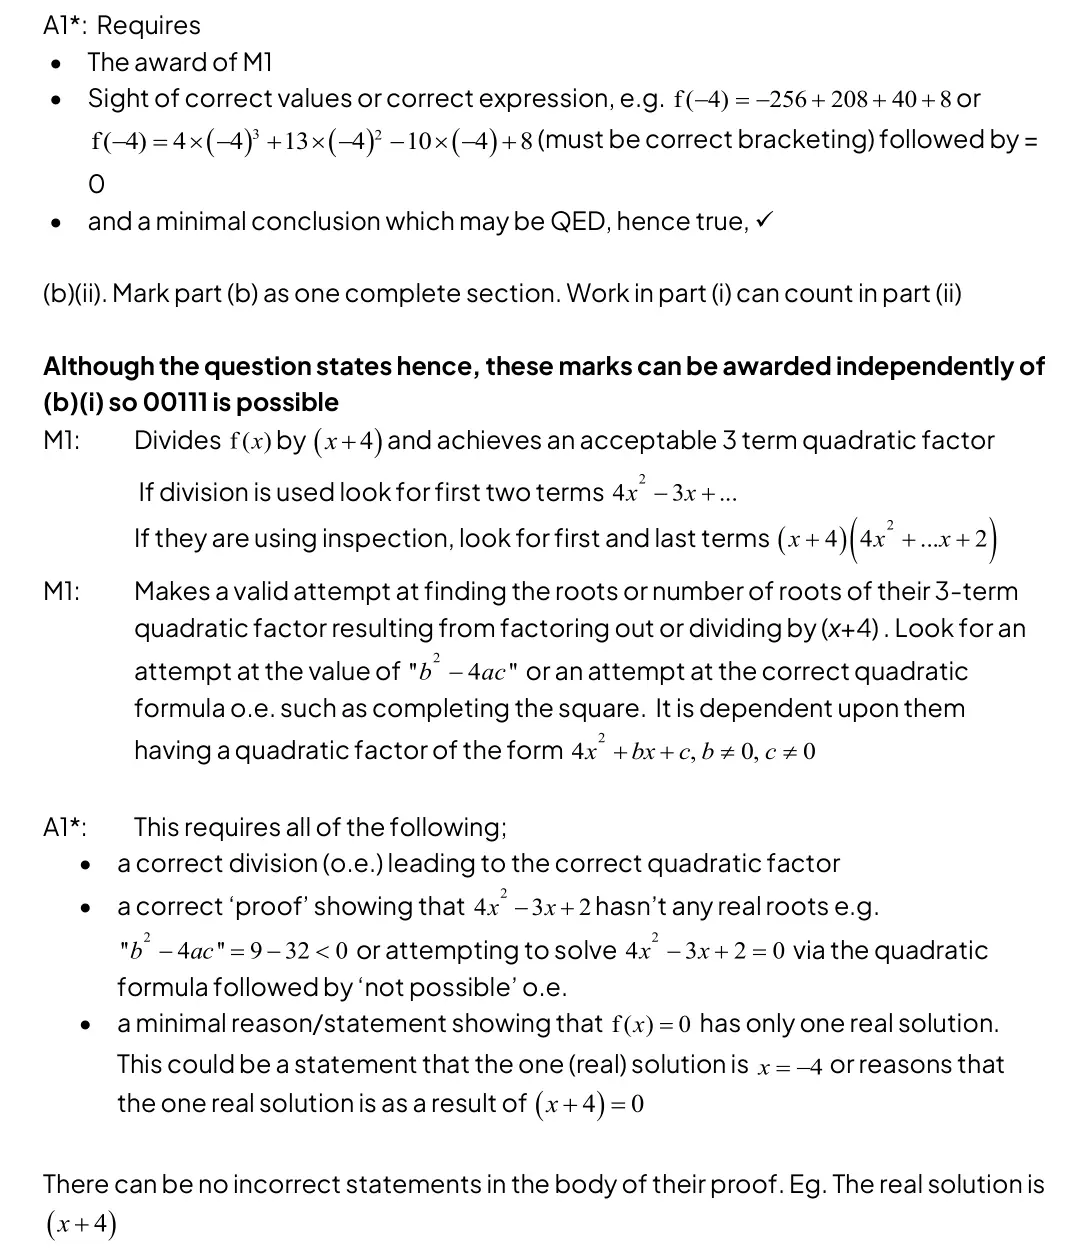 A1*: Requires
• The award of M1
• Sight of correct values or correct expression, e.g. f(–4) = –256 + 208 + 40 + 8 or
f(–4) = 4×(–4)³ +13×(–4)² –10×(–4)+8 (must be correct bracketing) followed by =
0
• and a minimal conclusion which may be QED, hence true, ✓
(b)(ii). Mark part (b) as one complete section. Work in part (i) can count in part (ii)
Although the question states hence, these marks can be awarded independently of
(b)(i) so 00111 is possible
M1: Divides f(x) by (x+4) and achieves an acceptable 3 term quadratic factor
If division is used look for first two terms 4x² – 3x + ...
If they are using inspection, look for first and last terms (x+4)(4x² + ...x + 2)
M1: Makes a valid attempt at finding the roots or number of roots of their 3-term
quadratic factor resulting from factoring out or dividing by (x+4) . Look for an
attempt at the value of "b² – 4ac" or an attempt at the correct quadratic
formula o.e. such as completing the square. It is dependent upon them
having a quadratic factor of the form 4x² + bx + c, b ≠ 0, c ≠ 0
A1*: This requires all of the following;
• a correct division (o.e.) leading to the correct quadratic factor
• a correct ‘proof’ showing that 4x² – 3x + 2 hasn’t any real roots e.g.
"b² – 4ac" = 9 – 32 < 0 or attempting to solve 4x² – 3x + 2 = 0 via the quadratic
formula followed by ‘not possible’ o.e.
• a minimal reason/statement showing that f(x) = 0 has only one real solution.
This could be a statement that the one (real) solution is x = –4 or reasons that
the one real solution is as a result of (x+4) = 0
There can be no incorrect statements in the body of their proof. Eg. The real solution is
(x+4)